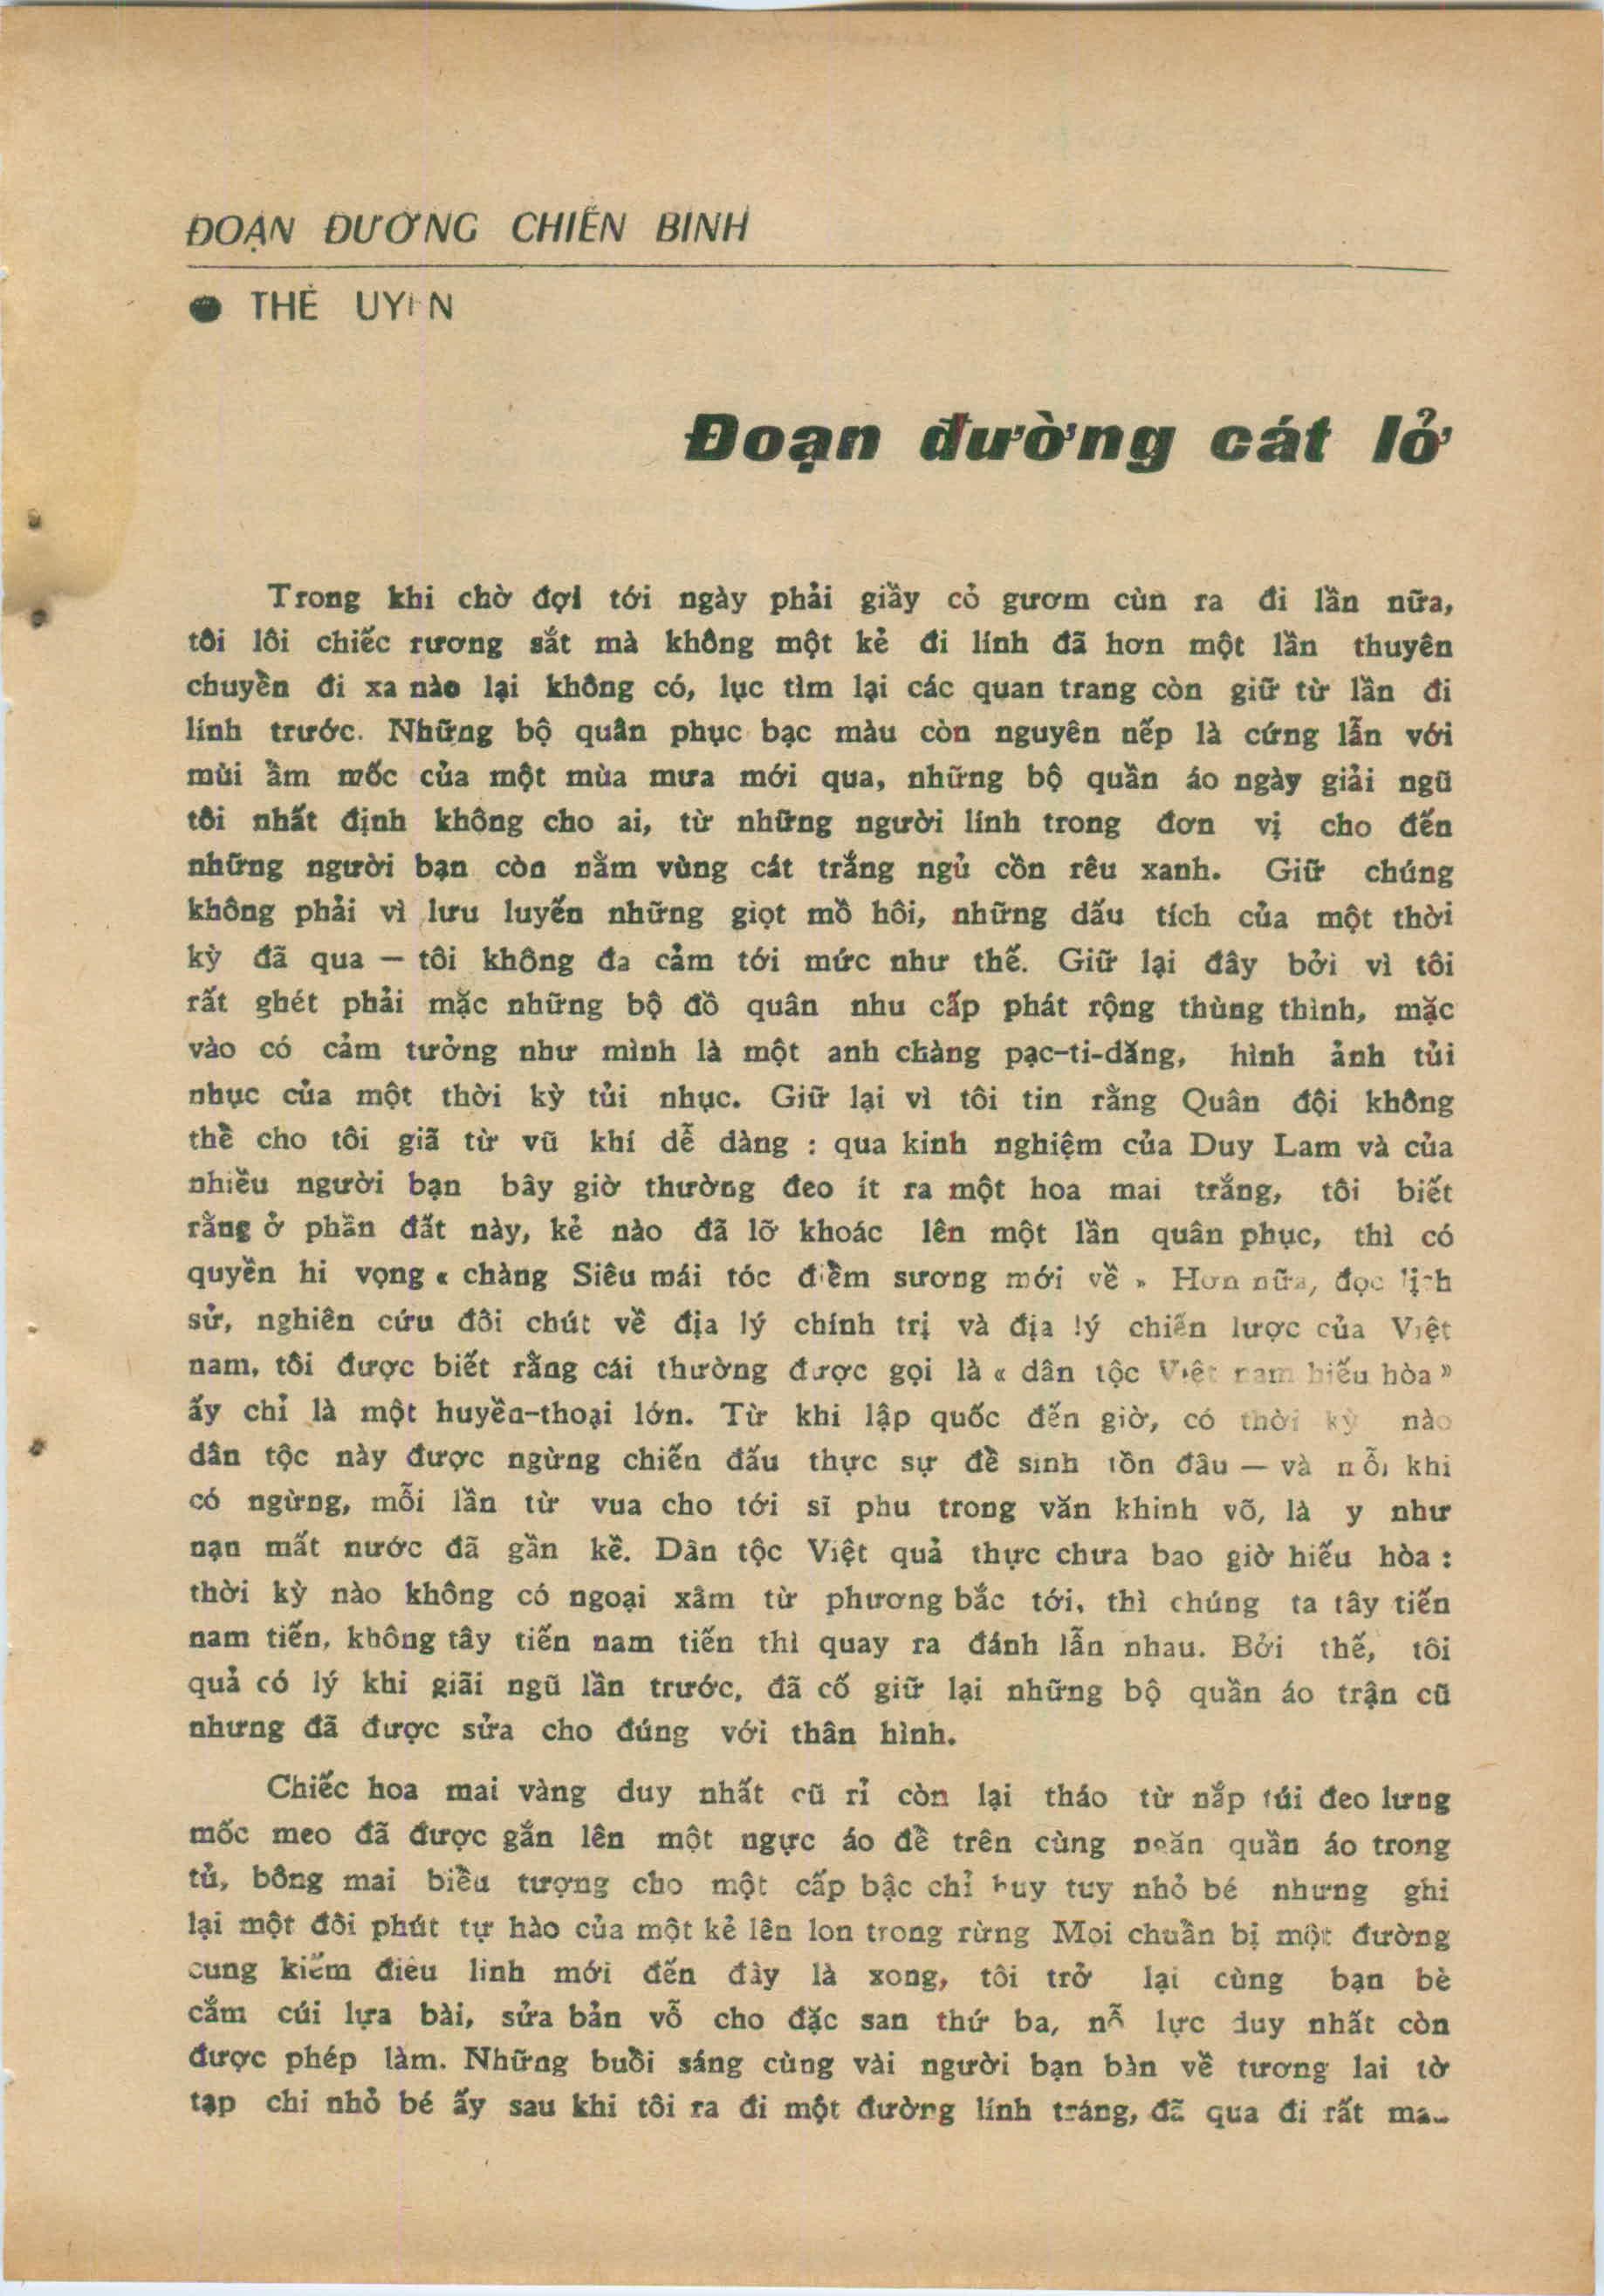 ĐOẠN ĐƯỜNG CHIẾN BINH
● THẾ UYÊN
Đoạn đường cát lở
Trong khi chờ đợi tới ngày phải giầy cỏ gươm cùn ra đi lần nữa,
tôi lôi chiếc rương sắt mà không một kẻ đi lính đã hơn một lần thuyên
chuyển đi xa nào lại không có, lục tìm lại các quan trang còn giữ từ lần đi
lính trước. Những bộ quân phục bạc màu còn nguyên nếp là cứng lẫn với
mùi ẩm mốc của một mùa mưa mới qua, những bộ quần áo ngày giải ngũ
tôi nhất định không cho ai, từ những người lính trong đơn vị cho đến
những người bạn còn nằm vùng cát trắng ngủ cồn rêu xanh. Giữ chúng
không phải vì lưu luyến những giọt mồ hôi, những dấu tích của một thời
kỳ đã qua — tôi không đa cảm tới mức như thế. Giữ lại đây bởi vì tôi
rất ghét phải mặc những bộ đồ quân nhu cấp phát rộng thùng thình, mặc
vào có cảm tưởng như mình là một anh chàng pạc-ti-dăng, hình ảnh tủi
nhục của một thời kỳ tủi nhục. Giữ lại vì tôi tin rằng Quân đội không
thể cho tôi giã từ vũ khí dễ dàng : qua kinh nghiệm của Duy Lam và của
nhiều người bạn bây giờ thường đeo ít ra một hoa mai trắng, tôi biết
rằng ở phần đất này, kẻ nào đã lỡ khoác lên một lần quân phục, thì có
quyền hi vọng « chàng Siêu mái tóc điểm sương mới về » Hơn nữa, đọc lịch
sử, nghiên cứu đôi chút về địa lý chính trị và địa lý chiến lược của Việt
nam, tôi được biết rằng cái thường được gọi là « dân tộc Việt nam hiếu hòa »
ấy chỉ là một huyền-thoại lớn. Từ khi lập quốc đến giờ, có thời kỳ nào
dân tộc này được ngừng chiến đấu thực sự để sinh tồn đâu — và mỗi khi
có ngừng, mỗi lần từ vua cho tới sĩ phu trong văn khinh võ, là y như
nạn mất nước đã gần kề. Dân tộc Việt quả thực chưa bao giờ hiếu hòa :
thời kỳ nào không có ngoại xâm từ phương bắc tới, thì chúng ta tây tiến
nam tiến, không tây tiến nam tiến thì quay ra đánh lẫn nhau. Bởi thế, tôi
quả có lý khi giãi ngũ lần trước, đã cố giữ lại những bộ quần áo trận cũ
nhưng đã được sửa cho đúng với thân hình.
Chiếc hoa mai vàng duy nhất cũ rỉ còn lại tháo từ nắp túi đeo lưng
mốc meo đã được gắn lên một ngực áo để trên cùng ngăn quần áo trong
tủ, bông mai biểu tượng cho một cấp bậc chỉ huy tuy nhỏ bé nhưng ghi
lại một đôi phút tự hào của một kẻ lên lon trong rừng Mọi chuẩn bị một đường
cung kiếm điêu linh mới đến đây là xong, tôi trở lại cùng bạn bè
cắm cúi lựa bài, sửa bản vỗ cho đặc san thứ ba, nỗ lực duy nhất còn
được phép làm. Những buổi sáng cùng vài người bạn bàn về tương lai tờ
tạp chi nhỏ bé ấy sau khi tôi ra đi một đường lính tráng, đã qua đi rất